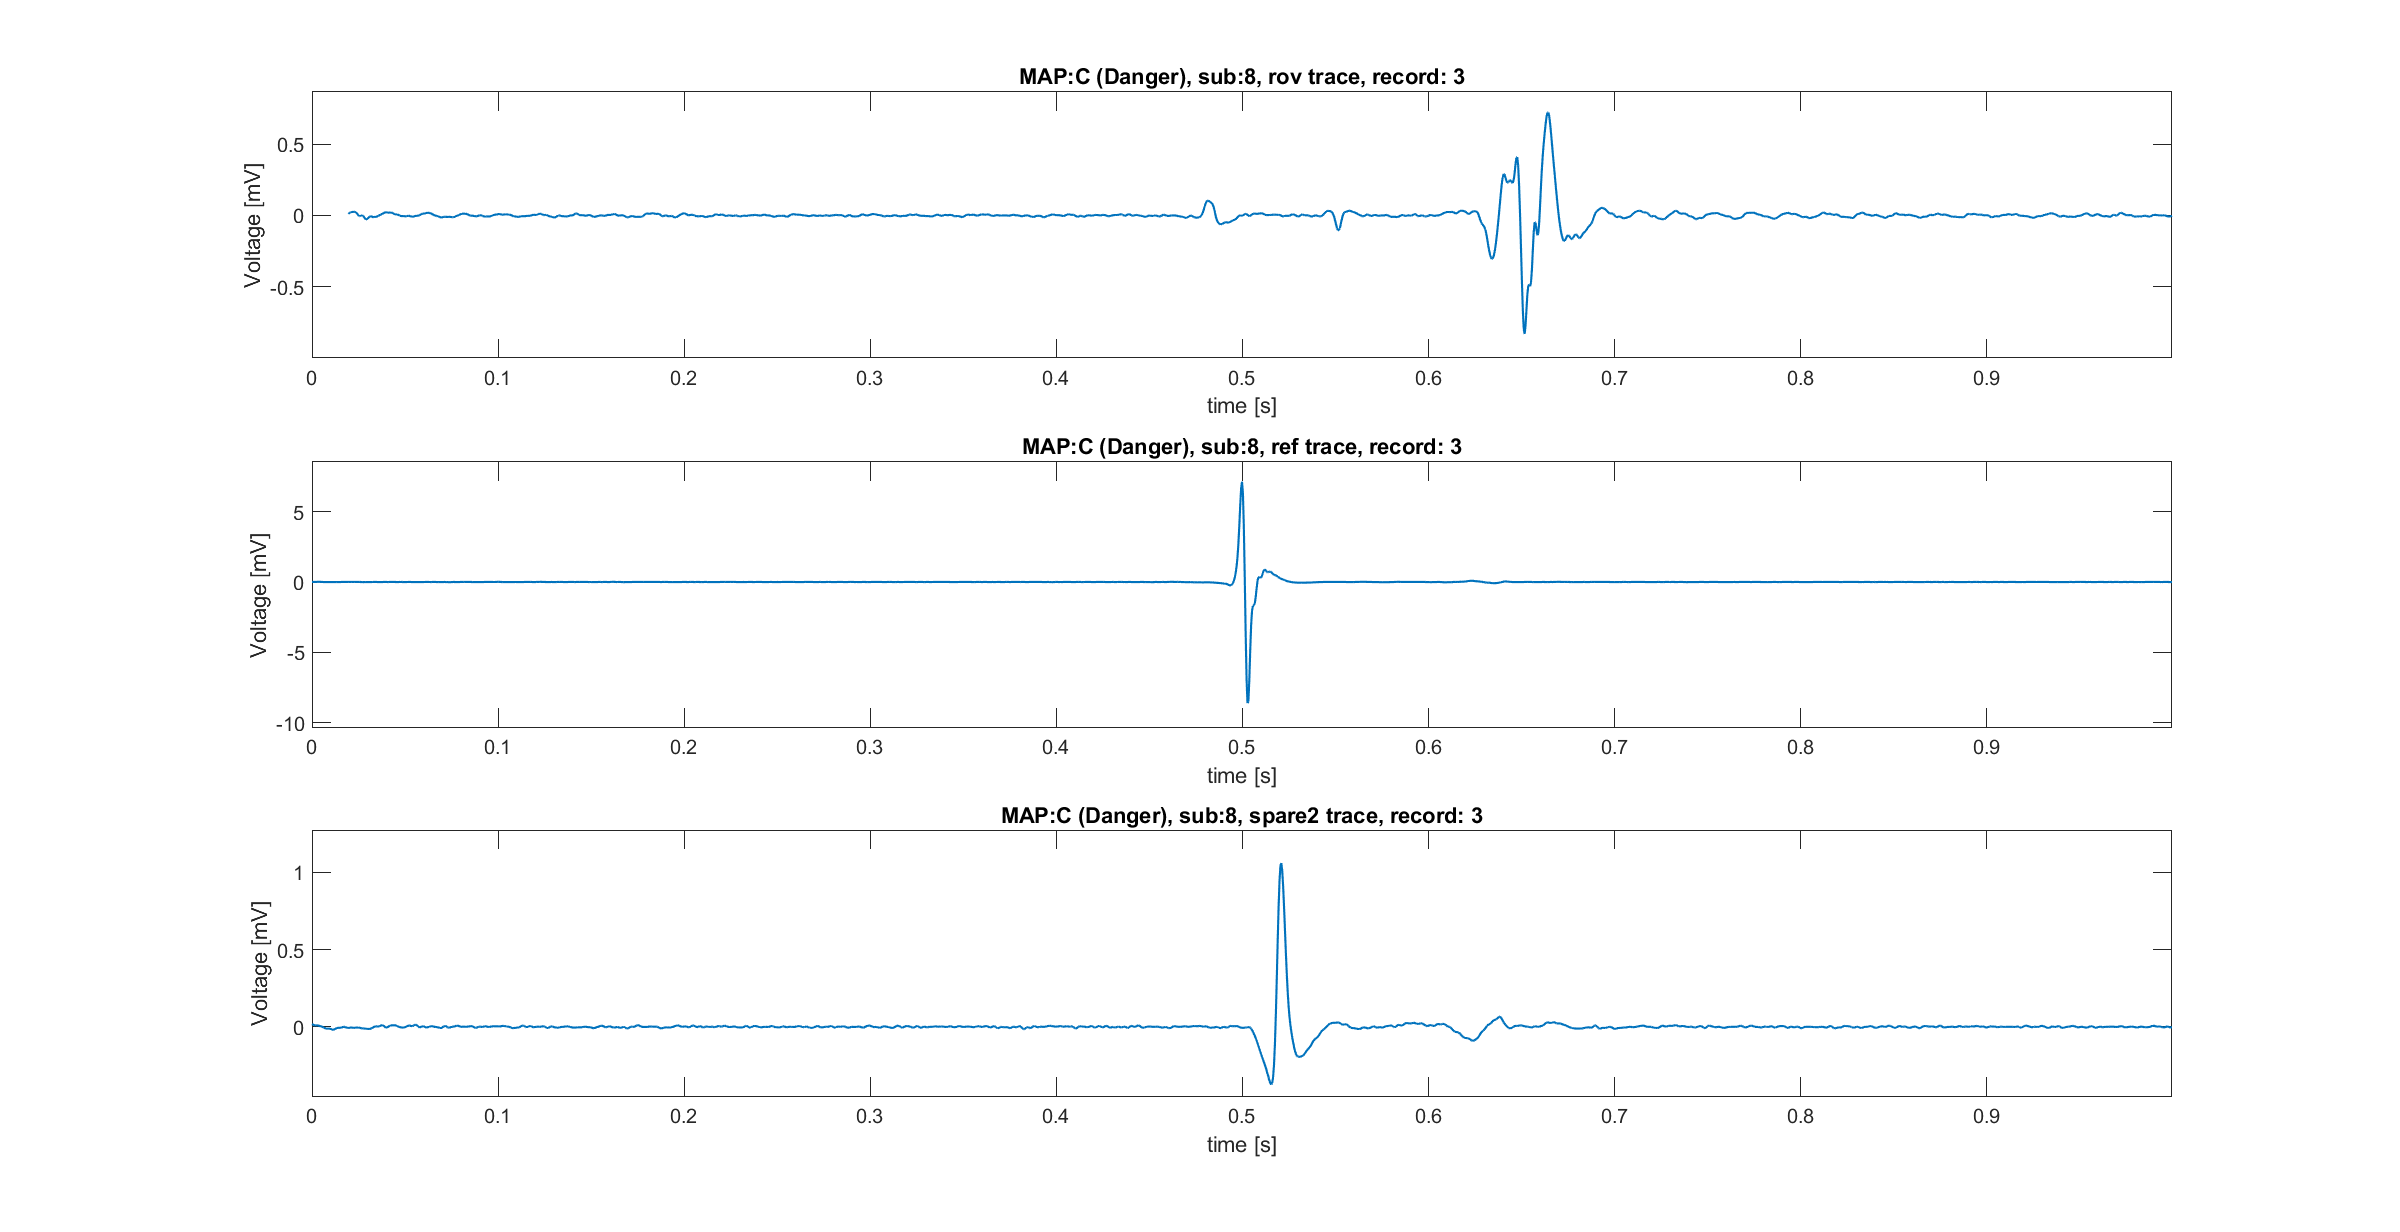 MAP:C (Danger), sub:8, rov trace, record: 3
Voltage [mV]
0.5
0
-0.5
0 0.1 0.2 0.3 0.4 0.5 0.6 0.7 0.8 0.9
time [s]
MAP:C (Danger), sub:8, ref trace, record: 3
Voltage [mV]
5
0
-5
-10
0 0.1 0.2 0.3 0.4 0.5 0.6 0.7 0.8 0.9
time [s]
MAP:C (Danger), sub:8, spare2 trace, record: 3
Voltage [mV]
1
0.5
0
0 0.1 0.2 0.3 0.4 0.5 0.6 0.7 0.8 0.9
time [s]